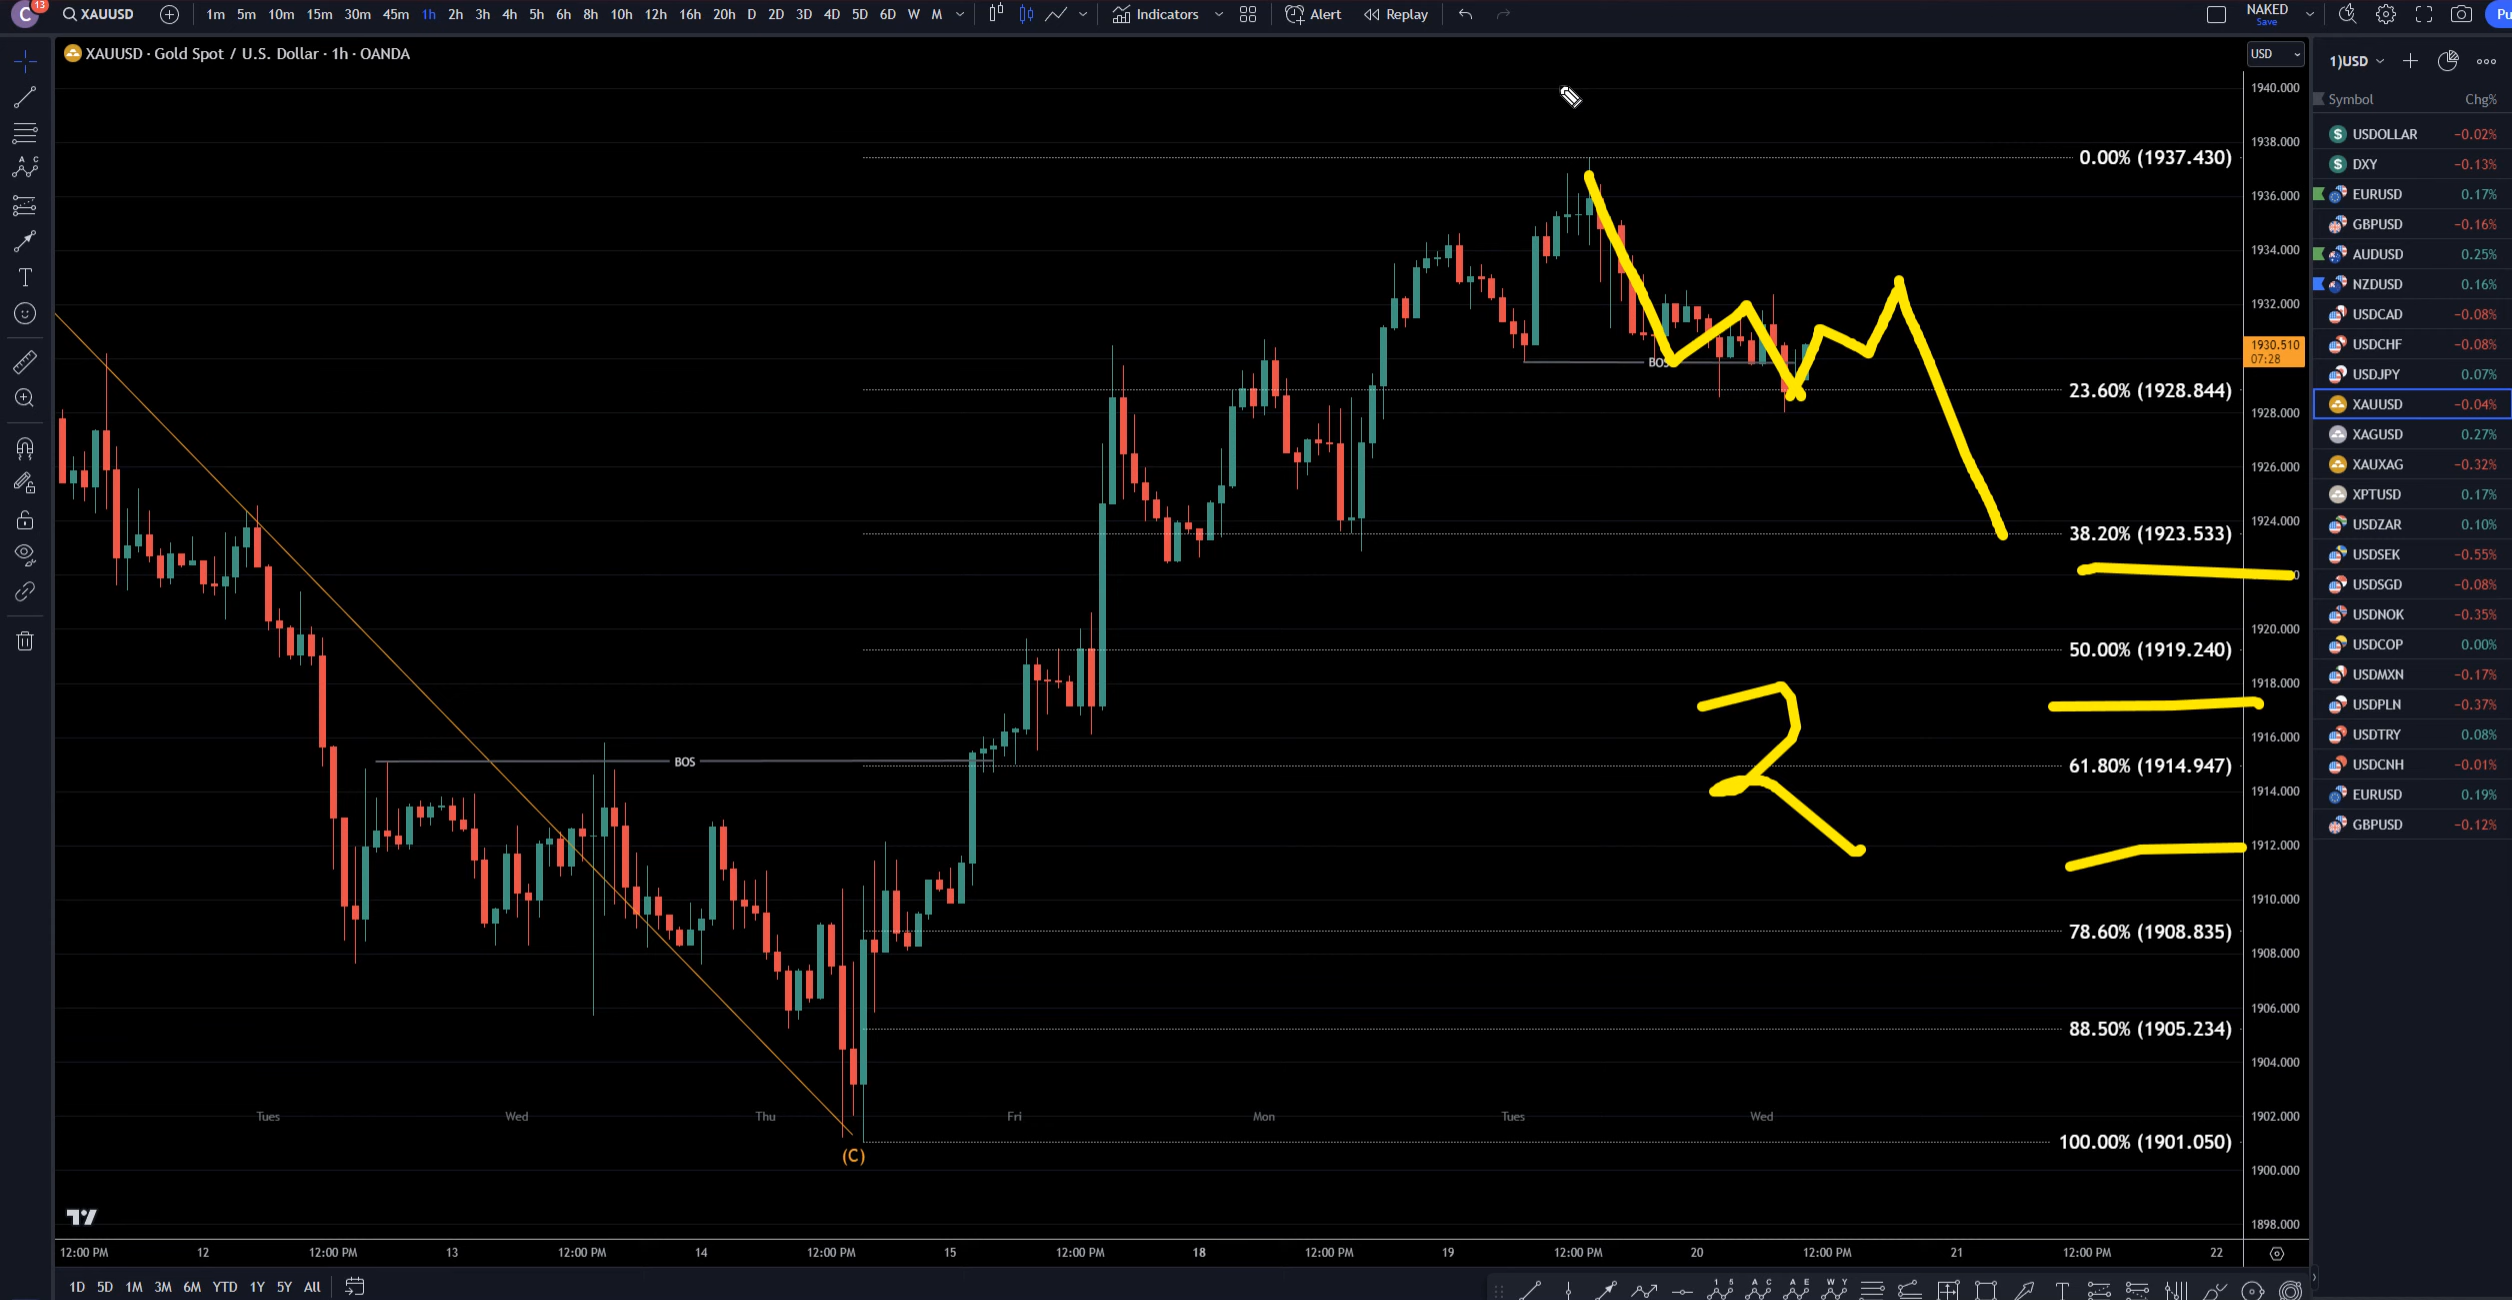 C 13 XAUUSD 1m 5m 10m 15m 30m 45m 1h 2h 3h 4h 5h 6h 8h 10h 12h 16h 20h D 2D 3D 4D 5D 6D W M Indicators Alert Replay NAKED Save Pu
XAUUSD · Gold Spot / U.S. Dollar · 1h · OANDA
USD
1940.000
1938.000
1936.000
1934.000
1932.000
1930.510
07:28
1928.000
1926.000
1924.000
1920.000
1918.000
1916.000
1914.000
1912.000
1910.000
1908.000
1906.000
1904.000
1902.000
1900.000
1898.000
0.00% (1937.430)
23.60% (1928.844)
38.20% (1923.533)
50.00% (1919.240)
61.80% (1914.947)
78.60% (1908.835)
88.50% (1905.234)
100.00% (1901.050)
BOS
BOS
2
(C)
Tues Wed Thu Fri Mon Tues Wed
12:00 PM 12 12:00 PM 13 12:00 PM 14 12:00 PM 15 12:00 PM 18 12:00 PM 19 12:00 PM 20 12:00 PM 21 12:00 PM 22
1D 5D 1M 3M 6M YTD 1Y 5Y All
1)USD
Symbol Chg%
USDOLLAR −0.02%
DXY −0.13%
EURUSD 0.17%
GBPUSD −0.16%
AUDUSD 0.25%
NZDUSD 0.16%
USDCAD −0.08%
USDCHF −0.08%
USDJPY 0.07%
XAUUSD −0.04%
XAGUSD 0.27%
XAUXAG −0.32%
XPTUSD 0.17%
USDZAR 0.10%
USDSEK −0.55%
USDSGD −0.08%
USDNOK −0.35%
USDCOP 0.00%
USDMXN −0.17%
USDPLN −0.37%
USDTRY 0.08%
USDCNH −0.01%
EURUSD 0.19%
GBPUSD −0.12%